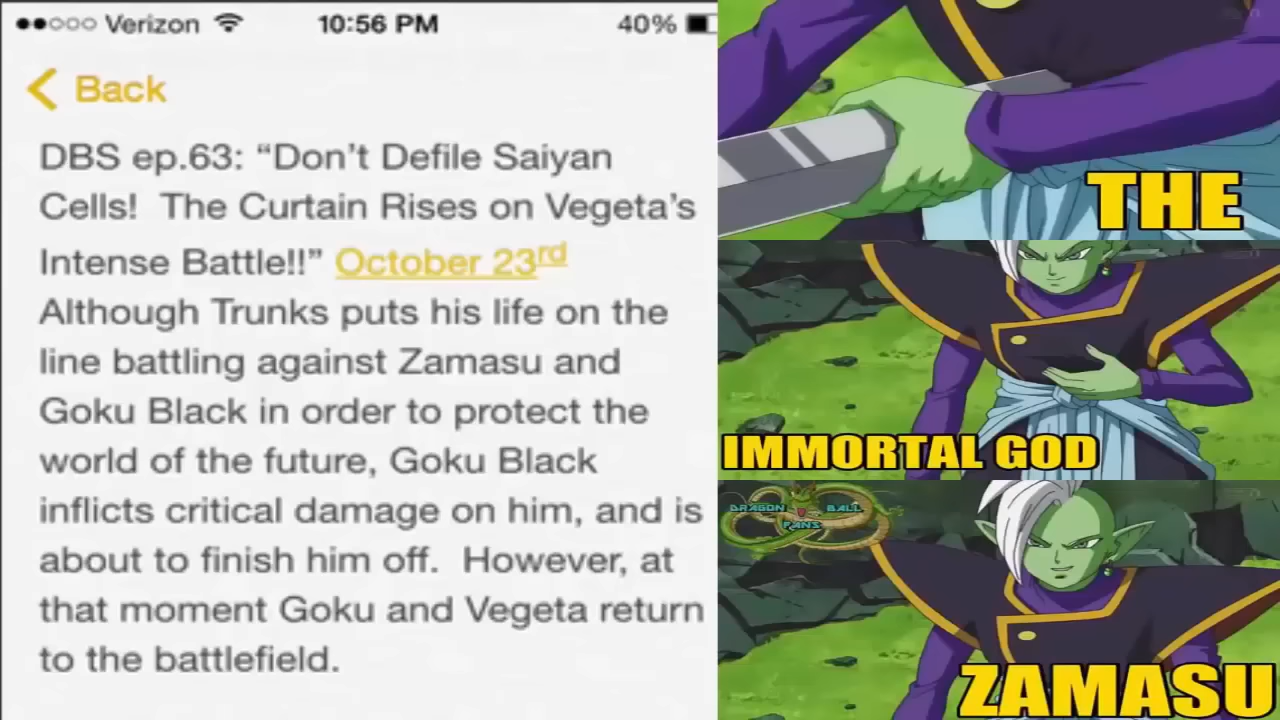 Verizon 10:56 PM 40%
Back
DBS ep.63: “Don’t Defile Saiyan
Cells!  The Curtain Rises on Vegeta’s
Intense Battle!!” October 23rd
Although Trunks puts his life on the
line battling against Zamasu and
Goku Black in order to protect the
world of the future, Goku Black
inflicts critical damage on him, and is
about to finish him off.  However, at
that moment Goku and Vegeta return
to the battlefield.
THE
IMMORTAL GOD
DRAGON BALL
FANS
ZAMASU